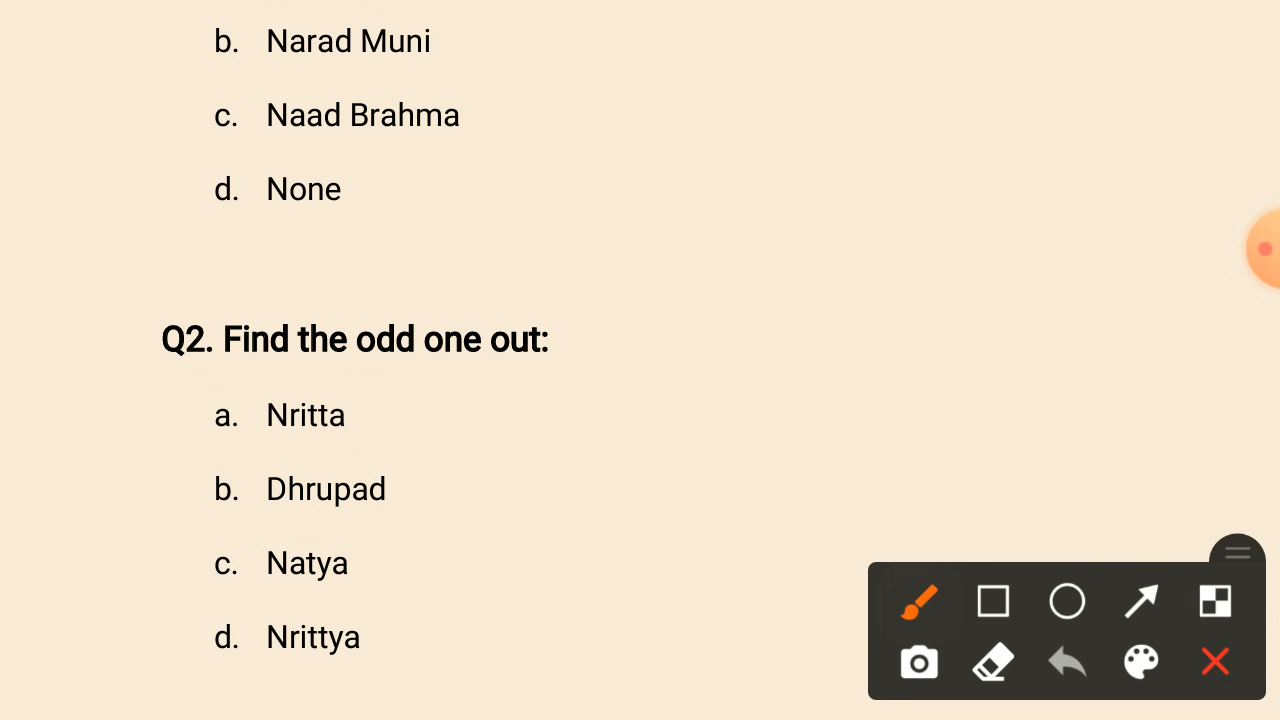 b. Narad Muni
c. Naad Brahma
d. None
Q2. Find the odd one out:
a. Nritta
b. Dhrupad
c. Natya
d. Nrittya